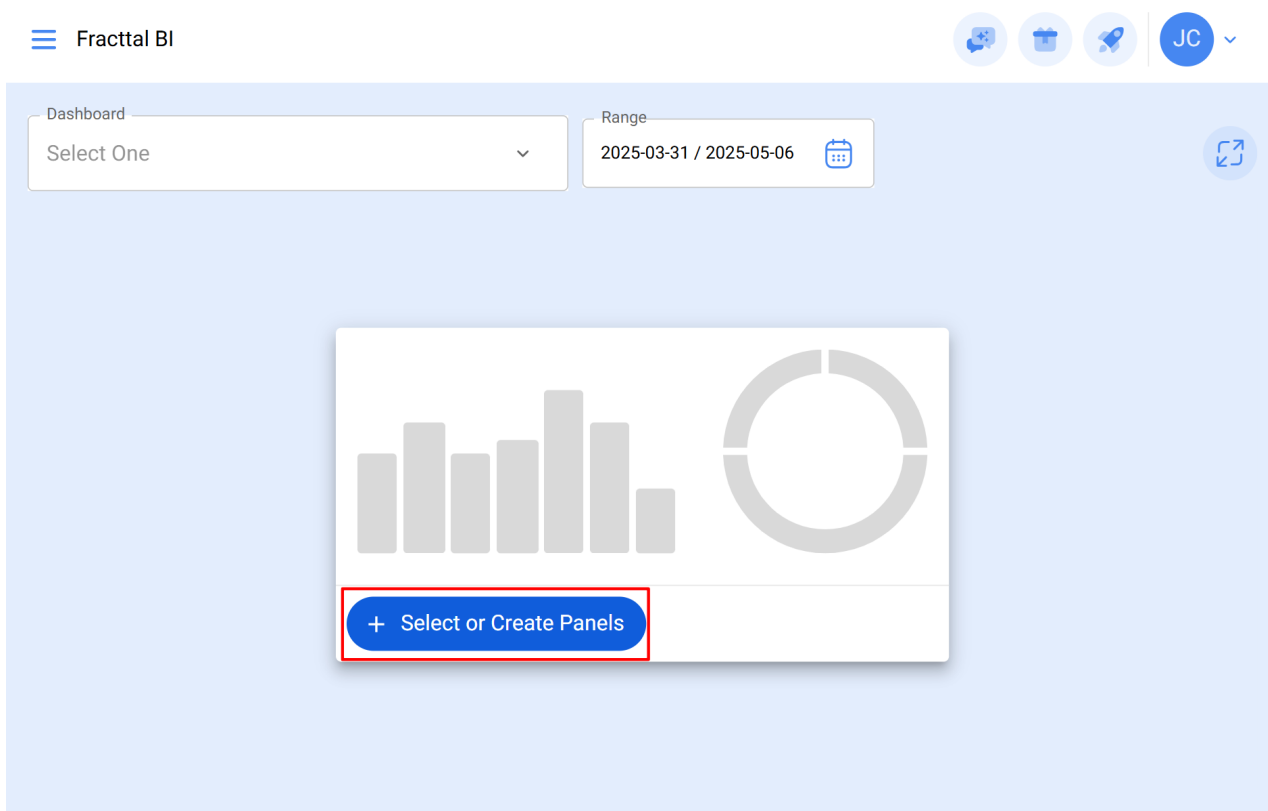 Fracttal BI
JC
Dashboard
Select One
Range
2025-03-31 / 2025-05-06
+ Select or Create Panels